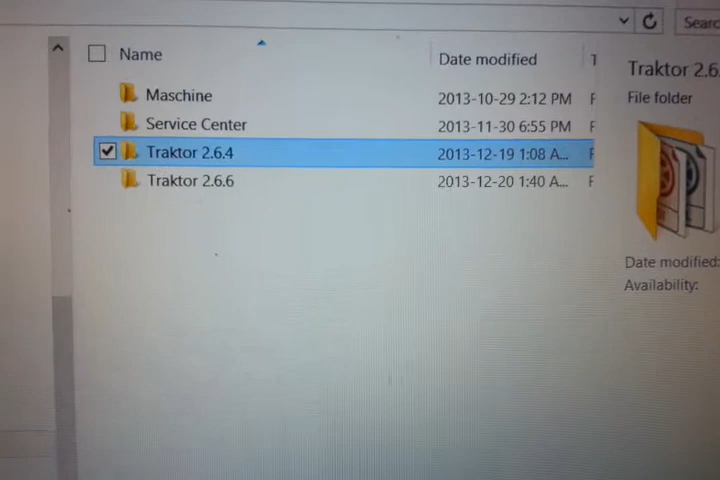 Searc
Name Date modified T
Maschine 2013-10-29 2:12 PM F
Service Center 2013-11-30 6:55 PM F
Traktor 2.6.4 2013-12-19 1:08 A... F
Traktor 2.6.6 2013-12-20 1:40 A... F
Traktor 2.6.
File folder
Date modified:
Availability: